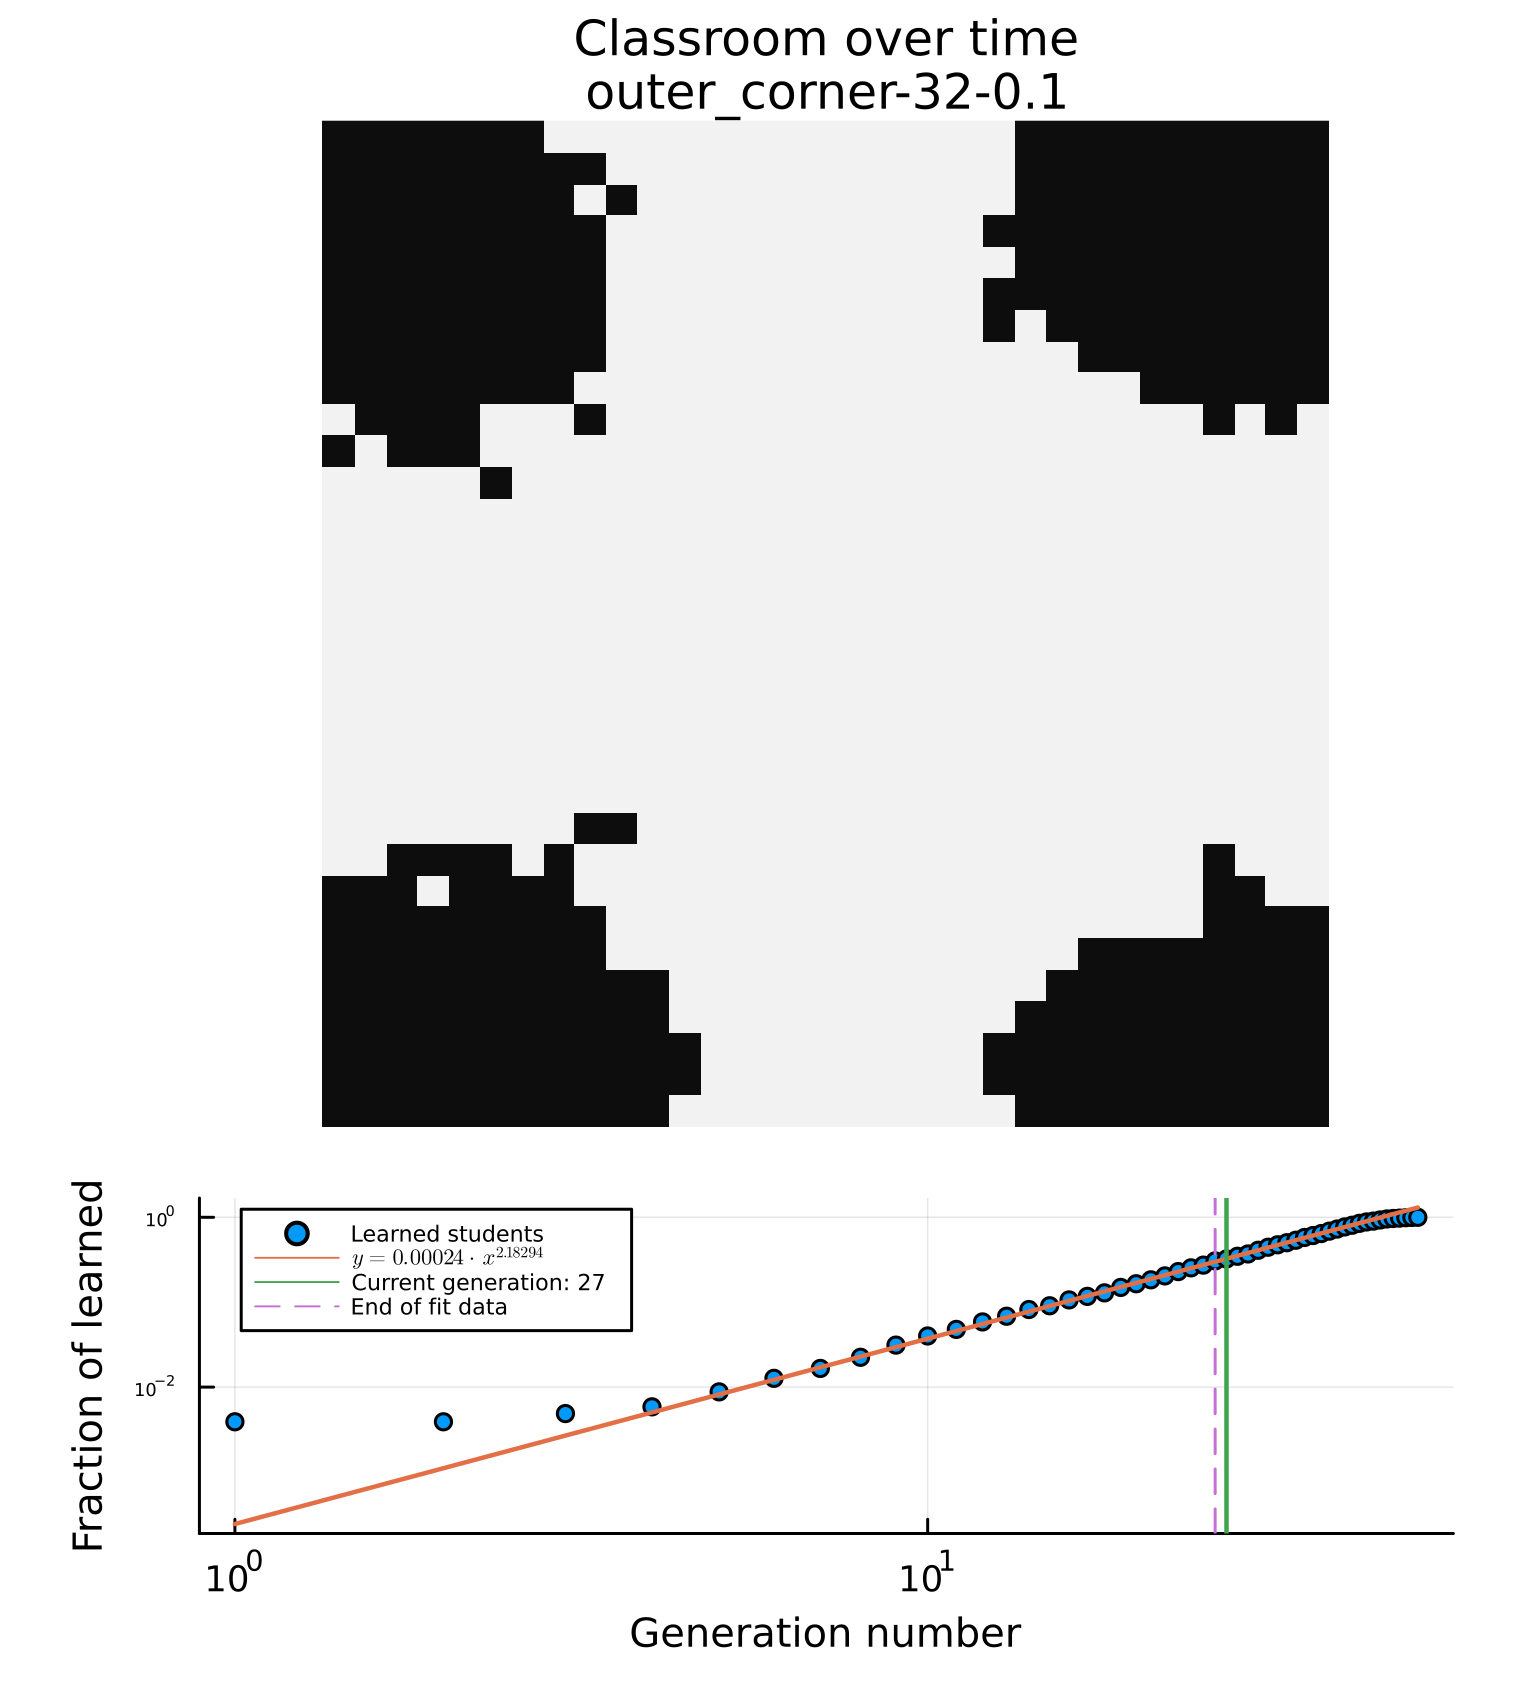 Classroom over time
outer_corner-32-0.1
Fraction of learned
10^0
10^−2
Learned students
y = 0.00024 · x^2.18294
Current generation: 27
End of fit data
10^0
10^1
Generation number